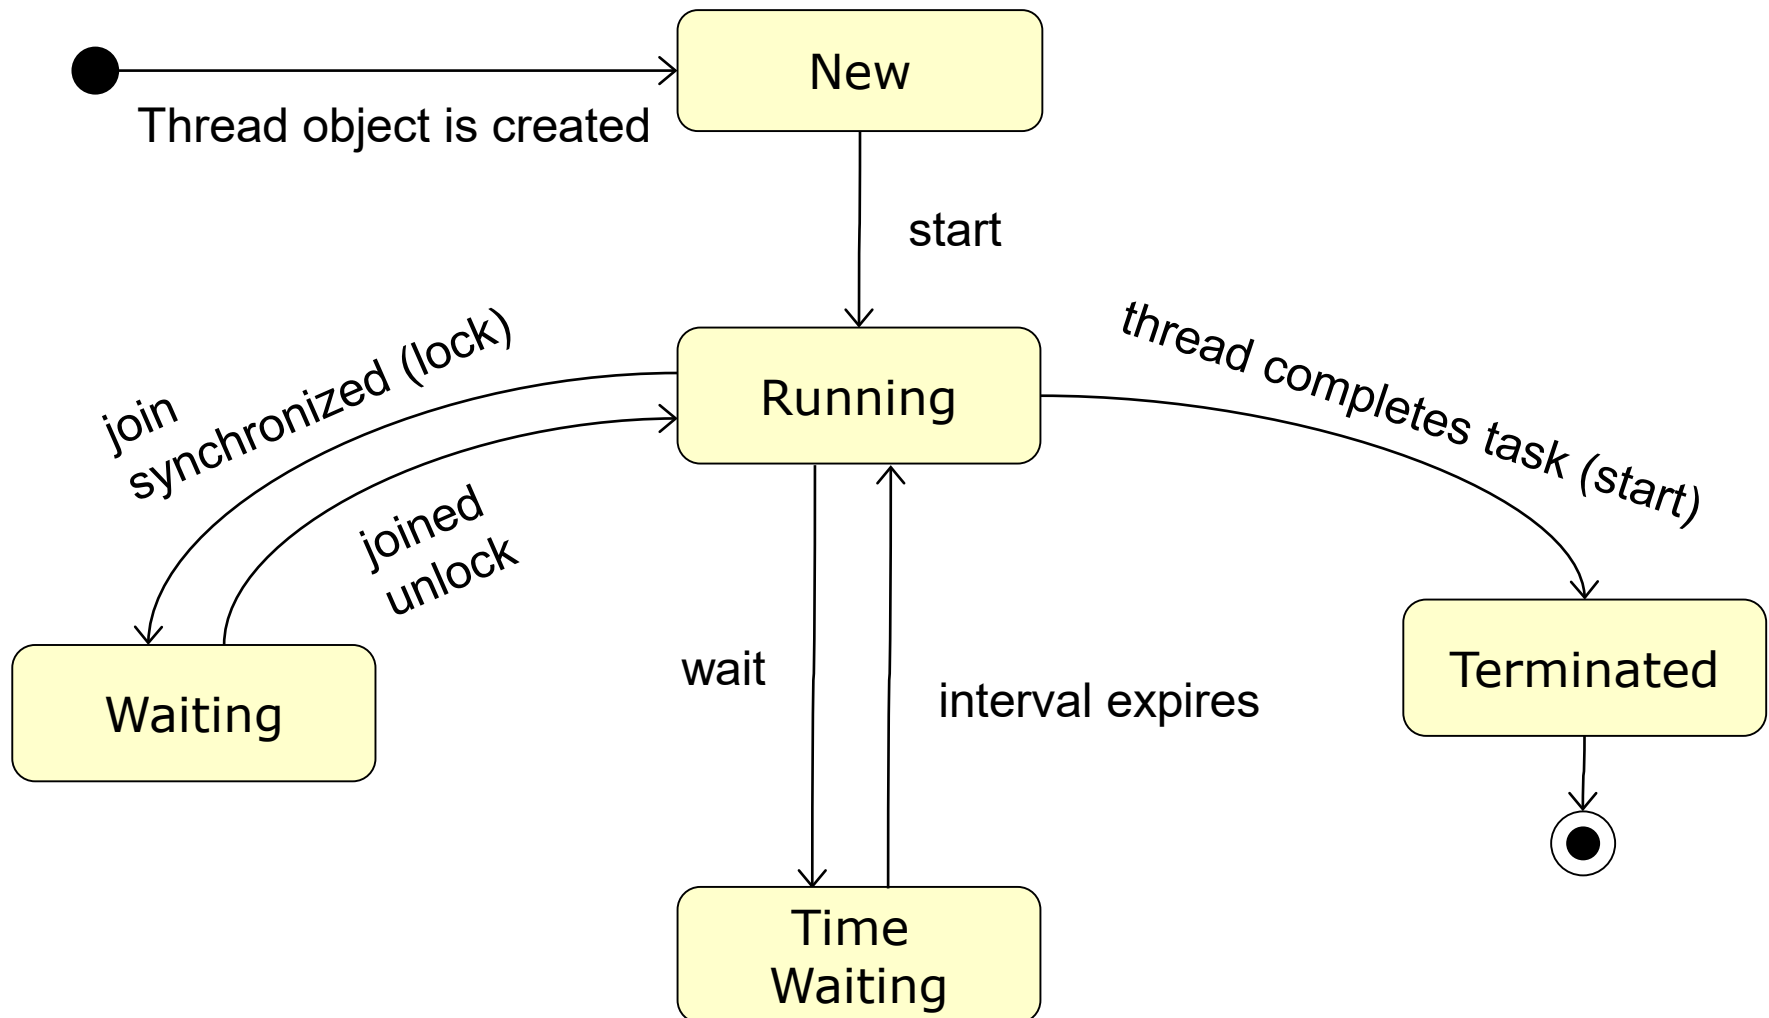 New
Thread object is created
start
thread completes task (start)
join
synchronized (lock)
Running
joined
unlock
wait
interval expires
Waiting
Terminated
Time
Waiting